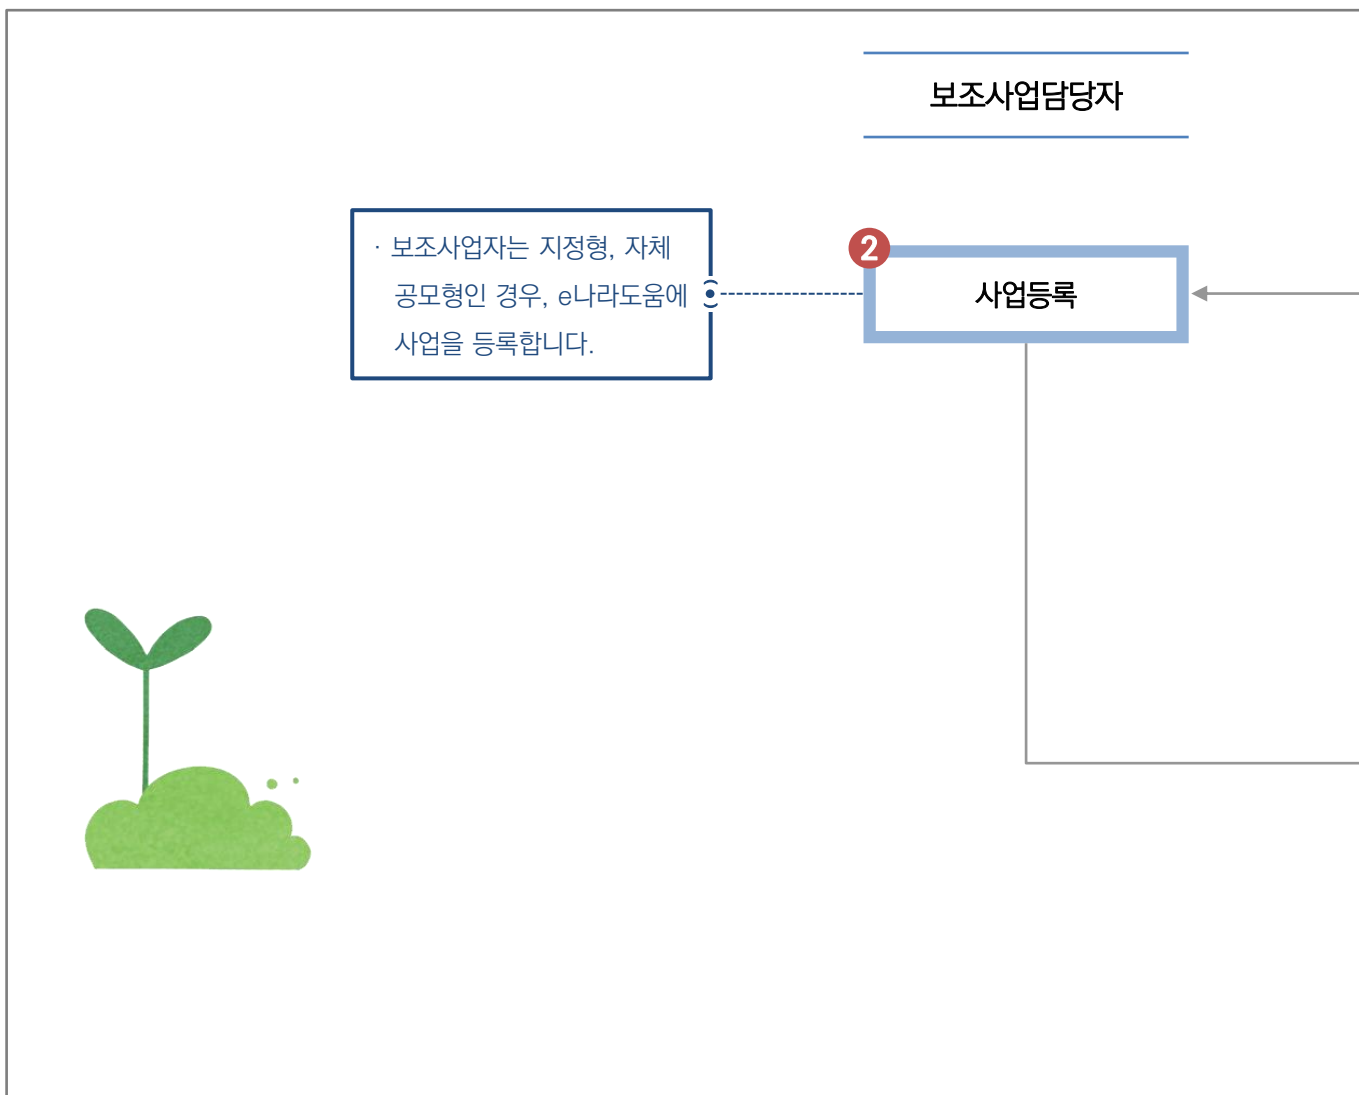 보조사업담당자
· 보조사업자는 지정형, 자체
공모형인 경우, e나라도움에
사업을 등록합니다.
2
사업등록